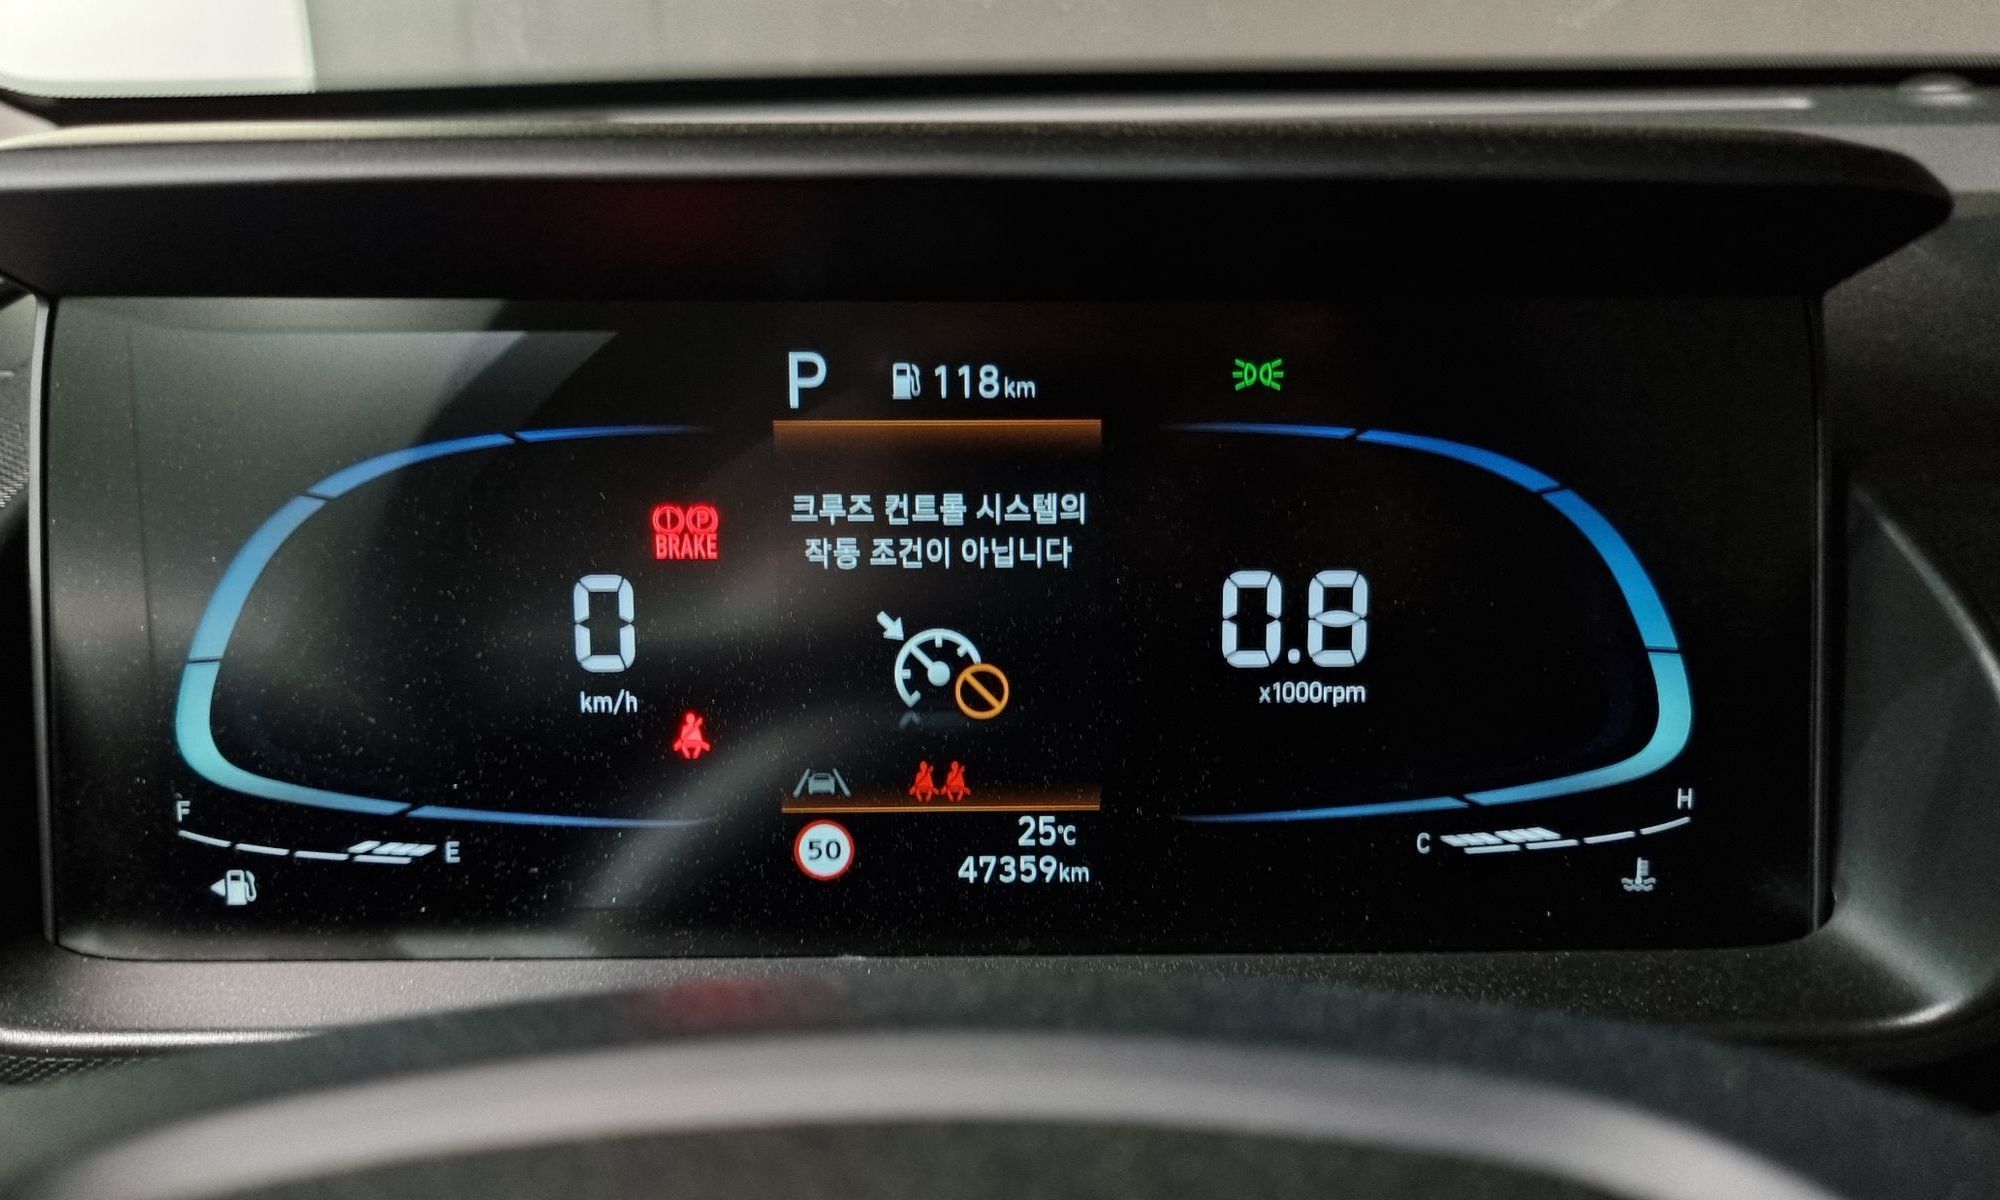 P
118km
크루즈 컨트롤 시스템의
작동 조건이 아닙니다
BRAKE
0
km/h
0.8
x1000rpm
F
E
50
25℃
47359km
C
H